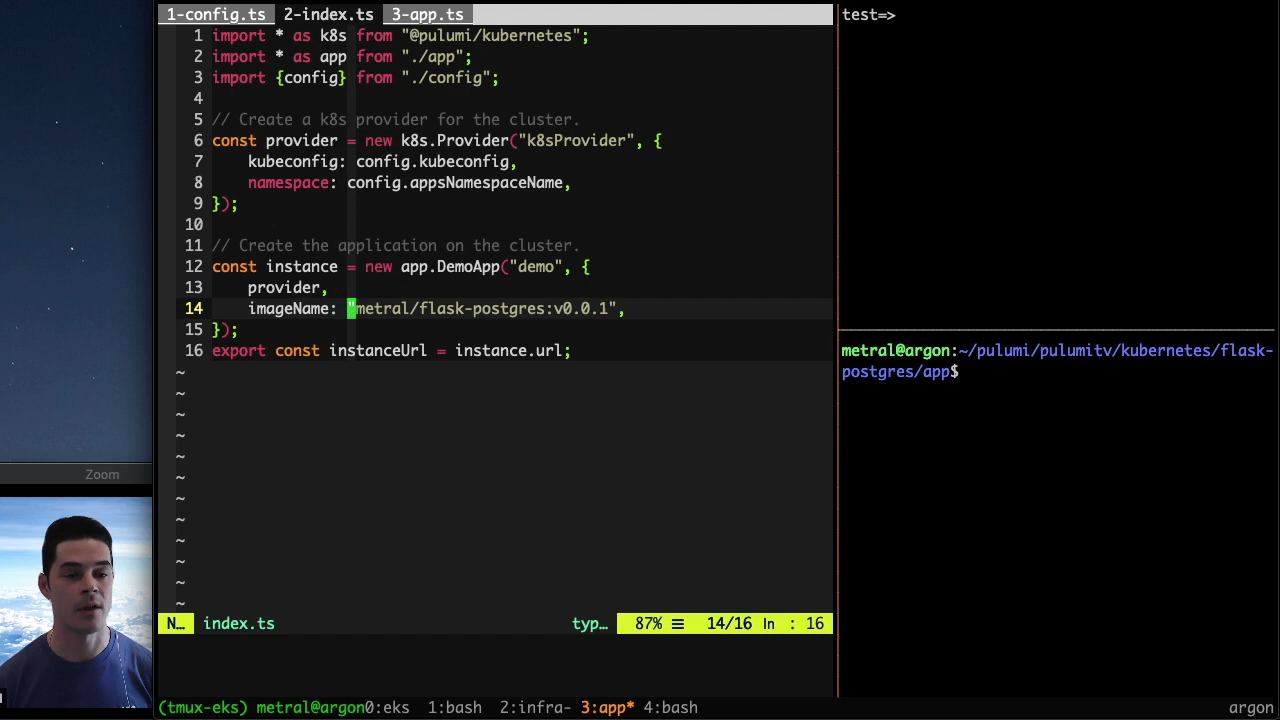 1-config.ts 2-index.ts 3-app.ts
1 import * as k8s from "@pulumi/kubernetes";
2 import * as app from "./app";
3 import {config} from "./config";
4
5 // Create a k8s provider for the cluster.
6 const provider = new k8s.Provider("k8sProvider", {
7     kubeconfig: config.kubeconfig,
8     namespace: config.appsNamespaceName,
9 });
10
11 // Create the application on the cluster.
12 const instance = new app.DemoApp("demo", {
13     provider,
14     imageName: "metral/flask-postgres:v0.0.1",
15 });
16 export const instanceUrl = instance.url;
~
~
~
~
~
~
~
~
~
~
~
~
N… index.ts typ… 87% ☰ 14/16 ln : 16
test=>
metral@argon:~/pulumi/pulumitv/kubernetes/flask-
postgres/app$
Zoom
(tmux-eks) metral@argon0:eks 1:bash 2:infra- 3:app* 4:bash argon